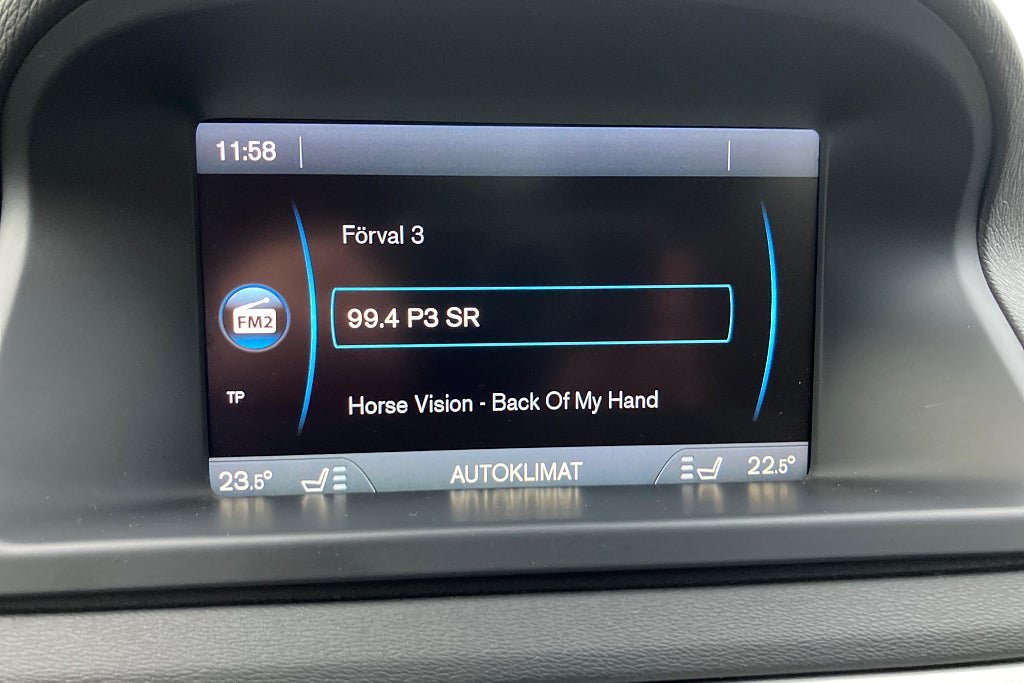 11:58
Förval 3
FM2
99.4 P3 SR
TP
Horse Vision - Back Of My Hand
23.5° AUTOKLIMAT 22.5°